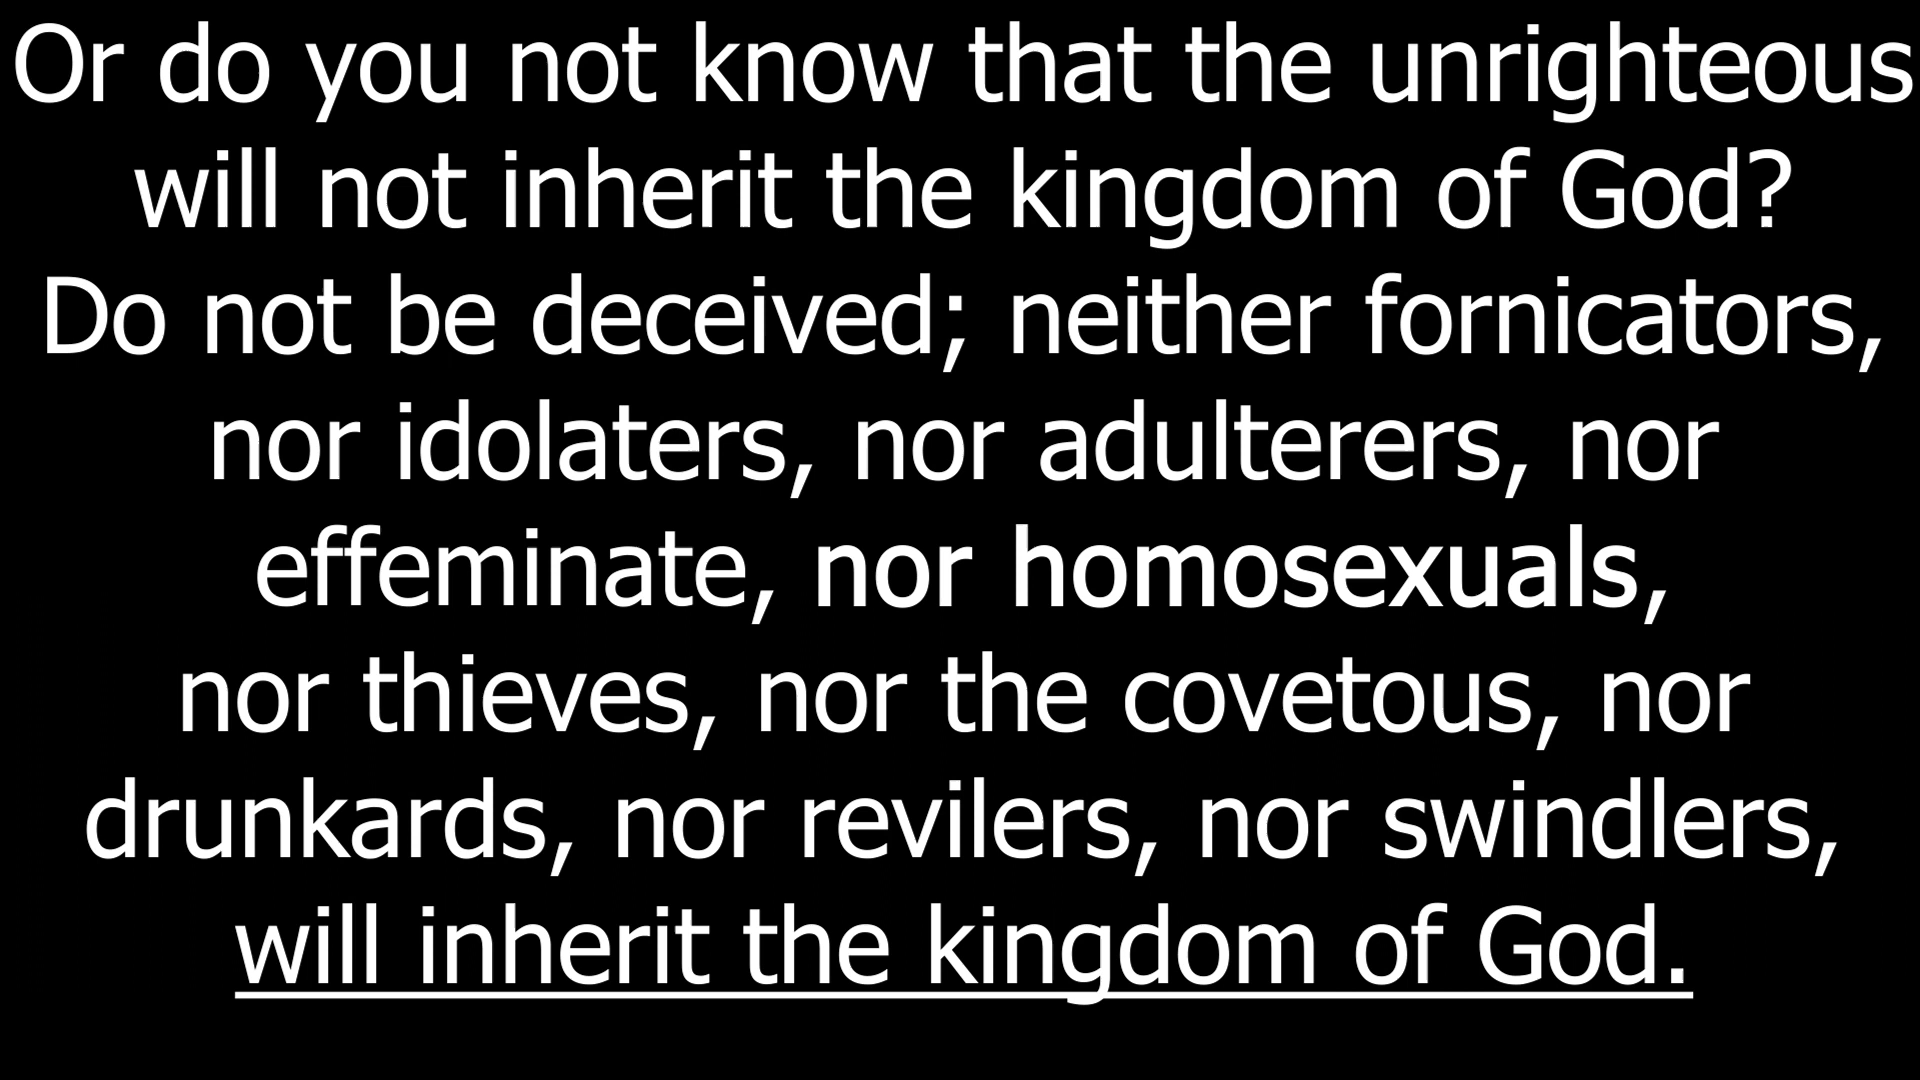 Or do you not know that the unrighteous
will not inherit the kingdom of God?
Do not be deceived; neither fornicators,
nor idolaters, nor adulterers, nor
effeminate, nor homosexuals,
nor thieves, nor the covetous, nor
drunkards, nor revilers, nor swindlers,
will inherit the kingdom of God.